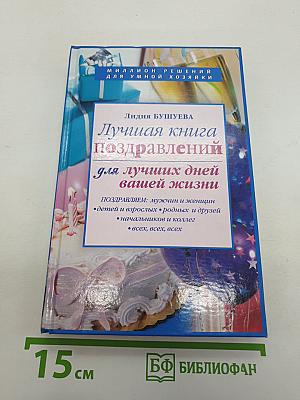 МИЛЛИОН РЕШЕНИЙ
ДЛЯ УМНОЙ ХОЗЯЙКИ
Лидия БУШУЕВА
Лучшая книга
поздравлений
для лучших дней
вашей жизни
ПОЗДРАВЛЯЕМ: мужчин и женщин
• детей и взрослых • родных и друзей
• начальников и коллег
• всех, всех, всех
15 см
БФ БИБЛИОФАН